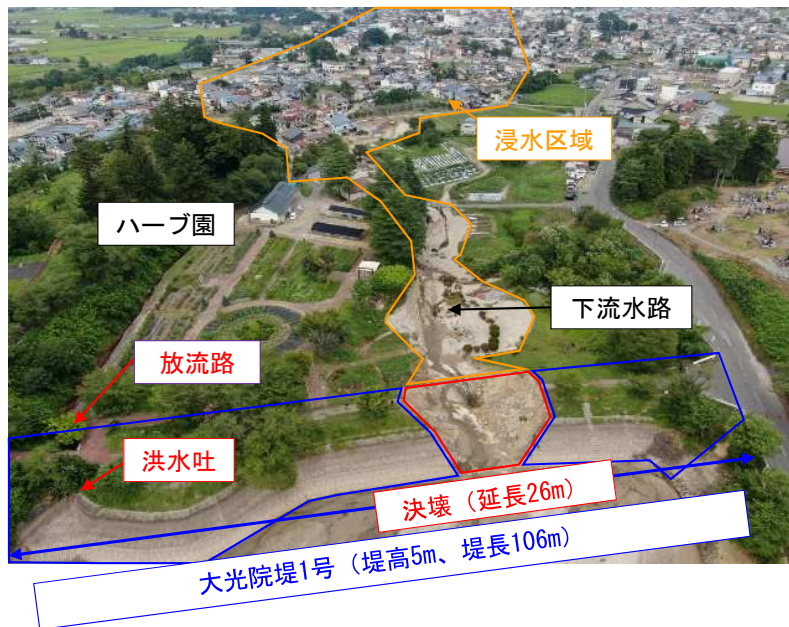 浸水区域
ハーブ園
下流水路
放流路
洪水吐
決壊（延長26m）
大光院堤1号（堤高5m、堤長106m）